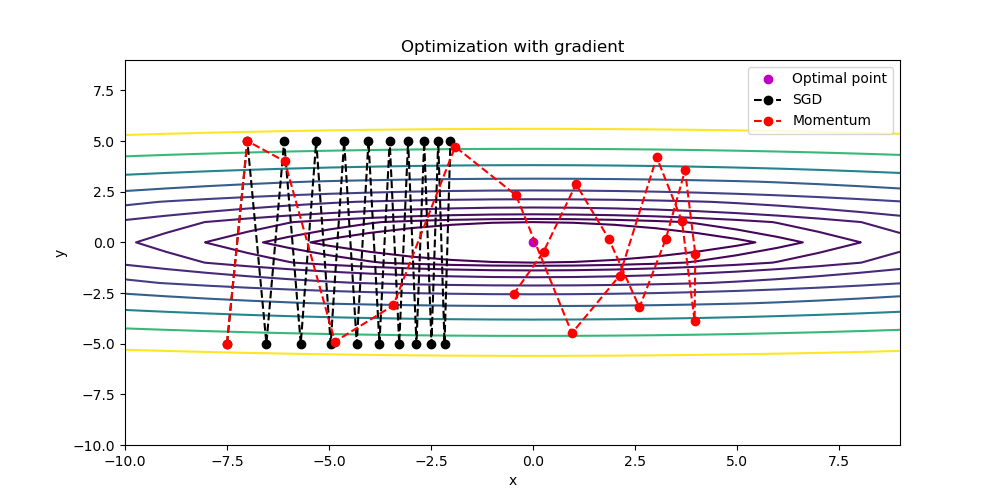 Optimization with gradient
Optimal point
SGD
Momentum
y
7.5
5.0
2.5
0.0
−2.5
−5.0
−7.5
−10.0
−10.0 −7.5 −5.0 −2.5 0.0 2.5 5.0 7.5
x